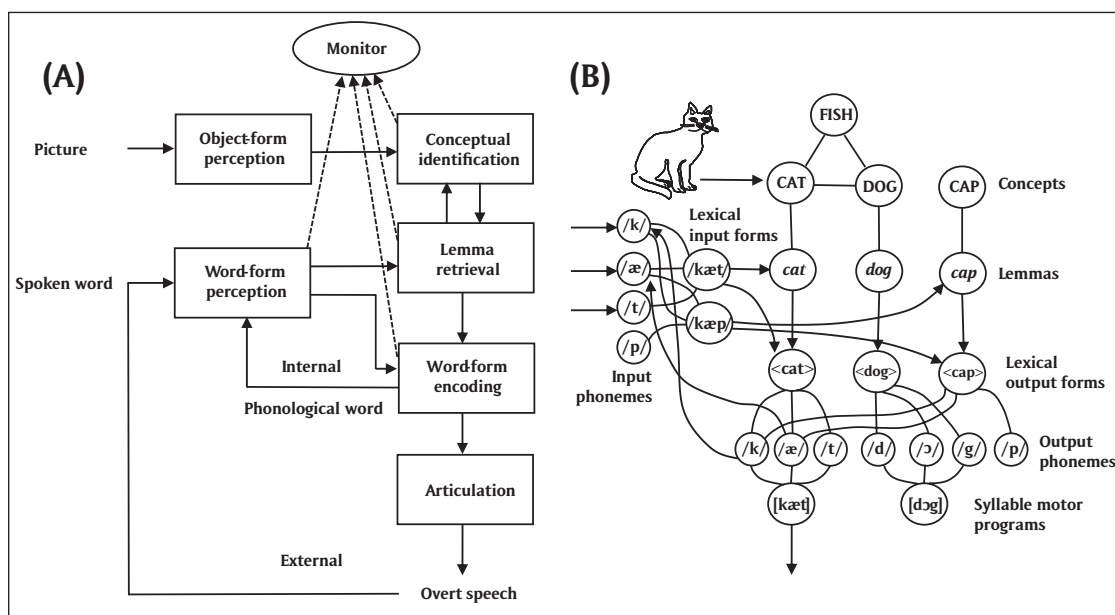 (A)
Monitor
Picture
Object-form
perception
Conceptual
identification
Spoken word
Word-form
perception
Lemma
retrieval
Internal
Phonological word
Word-form
encoding
Articulation
External
Overt speech
(B)
FISH
CAT
DOG
CAP
Concepts
Lexical
input forms
/k/
/æ/
/kæt/
cat
dog
cap
Lemmas
/t/
/kæp/
/p/
Input
phonemes
<cat>
<dog>
<cap>
Lexical
output forms
/k/
/æ/
/t/
/d/
/ɔ/
/g/
/p/
Output
phonemes
[kæt]
[dɔg]
Syllable motor
programs